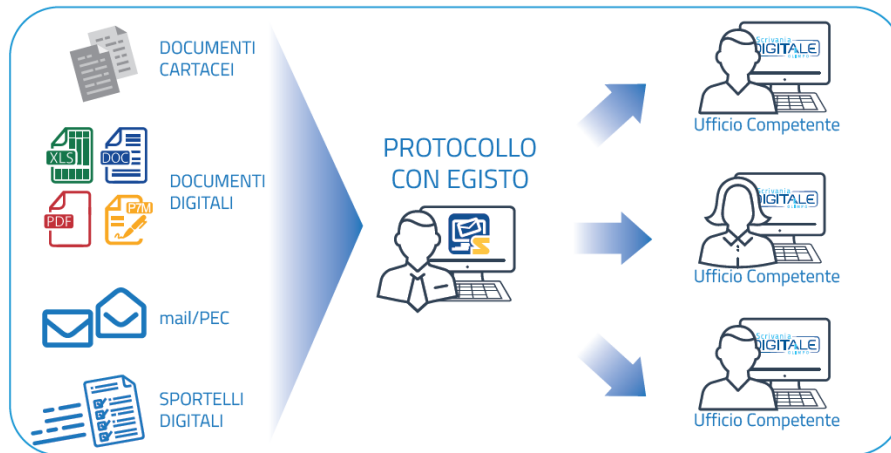 DOCUMENTI
CARTACEI
XLS
DOC
DOCUMENTI
DIGITALI
PDF
P7M
mail/PEC
SPORTELLI
DIGITALI
PROTOCOLLO
CON EGISTO
Scrivania
DIGITALE
Ufficio Competente
Scrivania
DIGITALE
Ufficio Competente
Scrivania
DIGITALE
Ufficio Competente